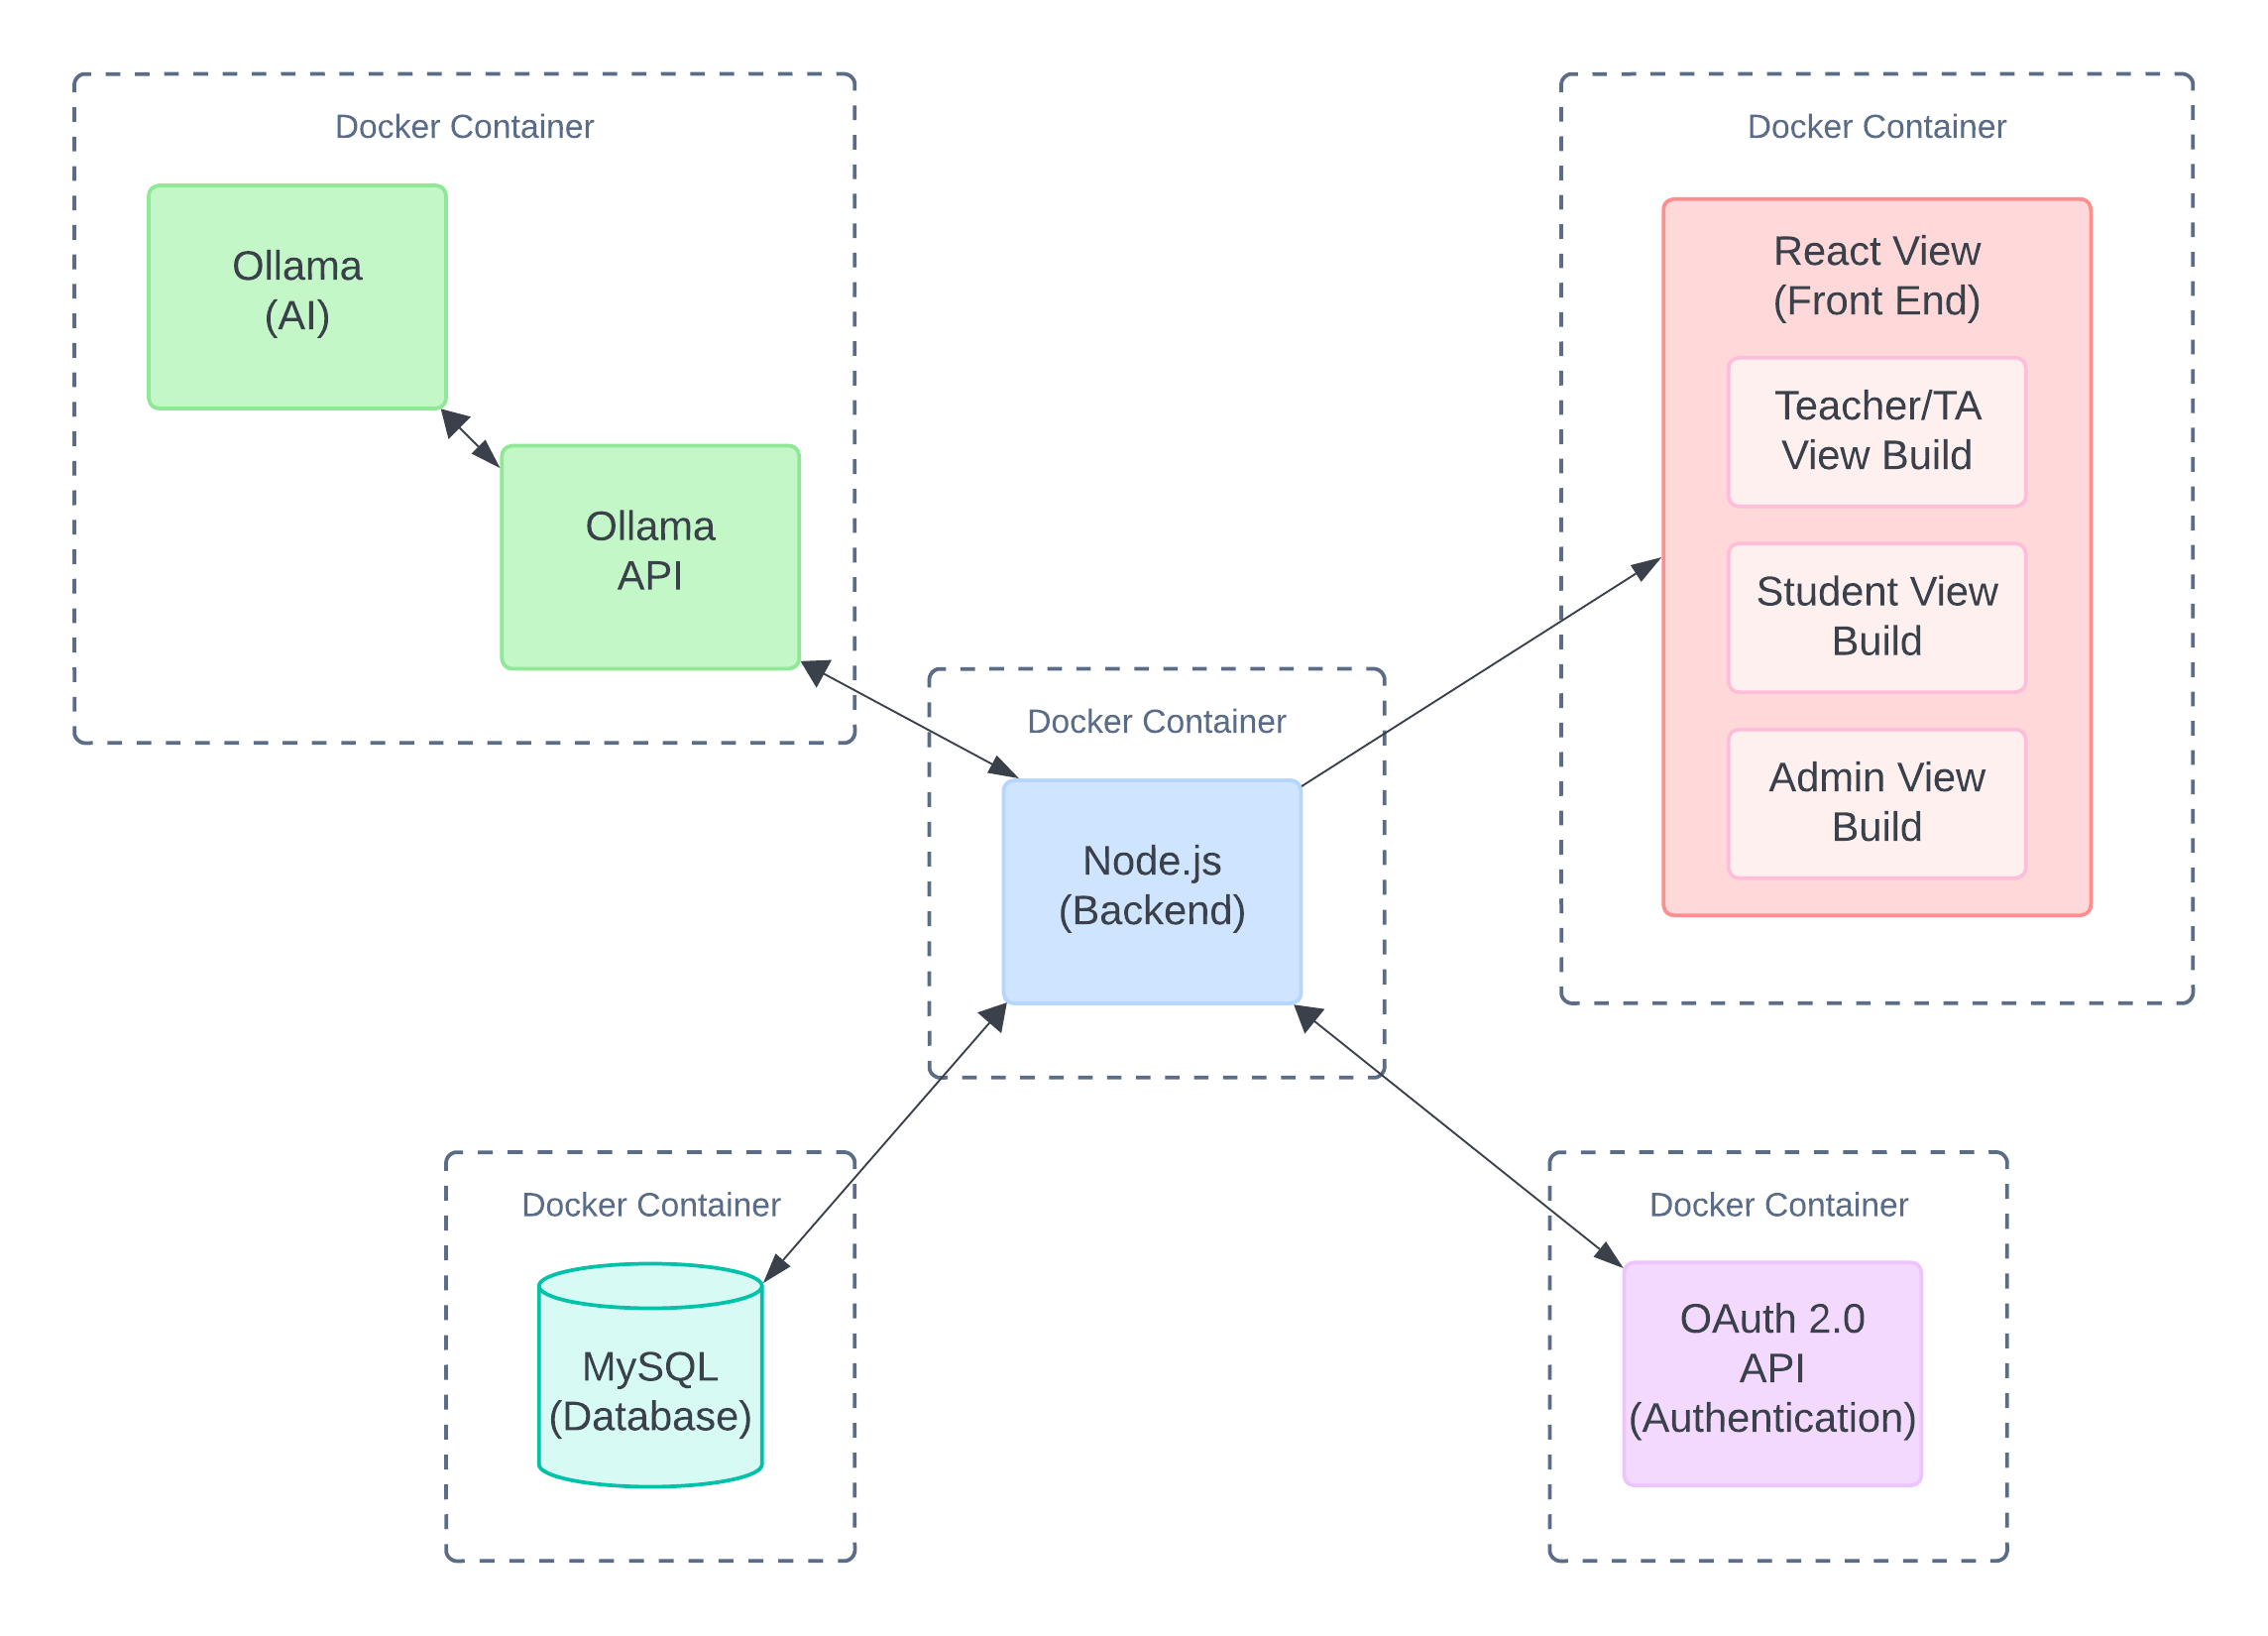 Docker Container
Ollama
(AI)
Ollama
API
Docker Container
React View
(Front End)
Teacher/TA
View Build
Student View
Build
Admin View
Build
Docker Container
Node.js
(Backend)
Docker Container
MySQL
(Database)
Docker Container
OAuth 2.0
API
(Authentication)